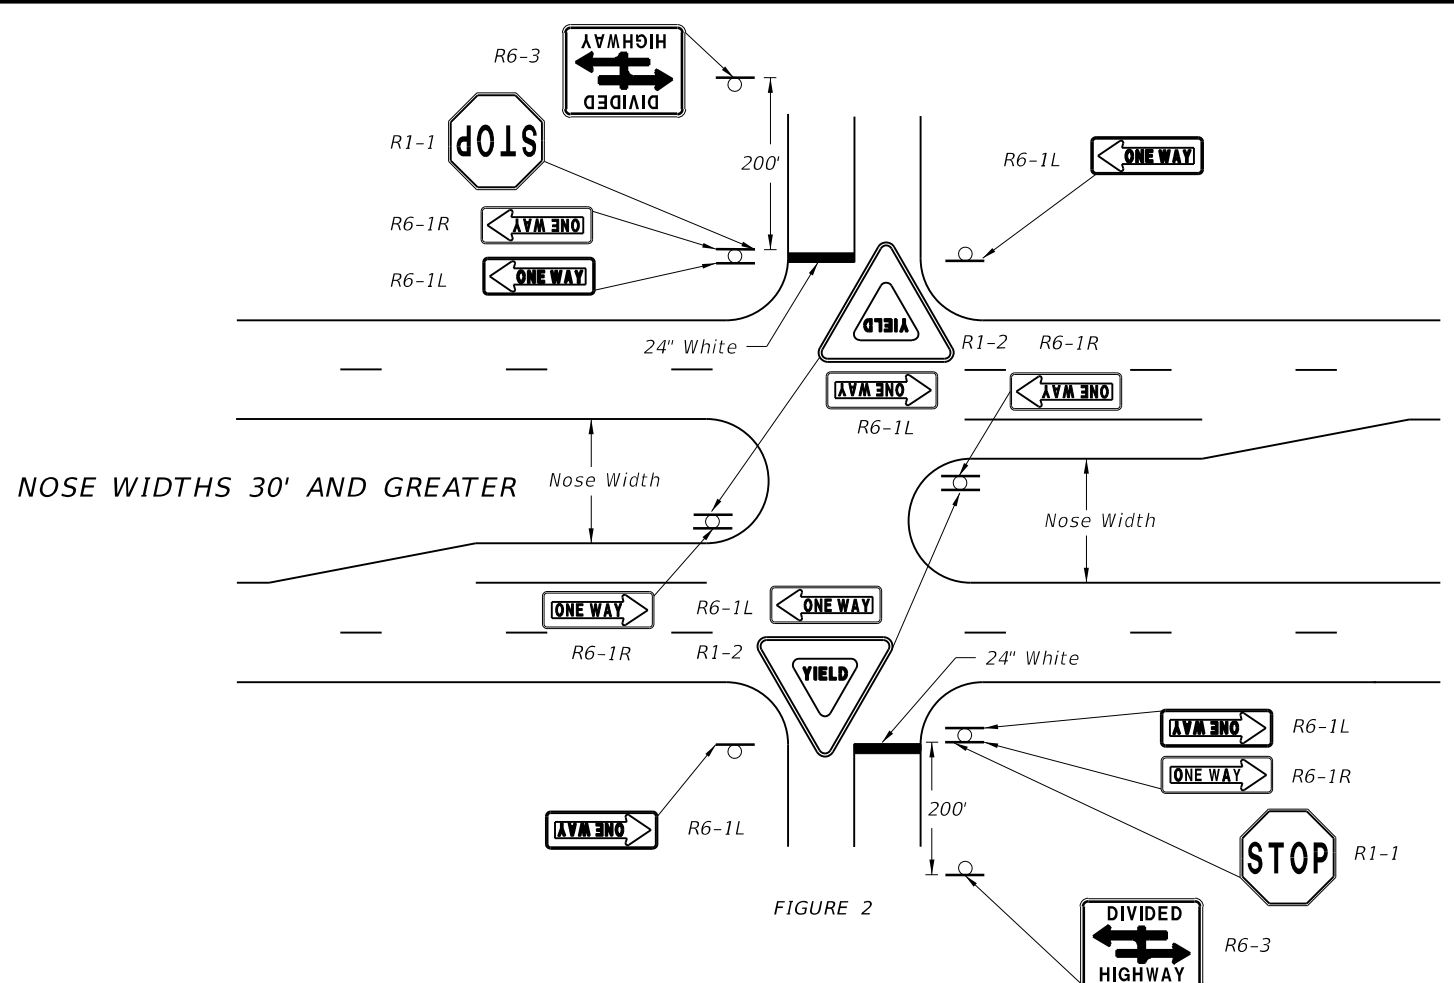 R6-3
HIGHWAY
DIVIDED
R1-1
STOP
200'
R6-1L
ONE WAY
R6-1R
ONE WAY
R6-1L
ONE WAY
24" White
YIELD
R1-2
R6-1R
ONE WAY
ONE WAY
R6-1L
NOSE WIDTHS 30' AND GREATER
Nose Width
Nose Width
ONE WAY
R6-1R
R6-1L
ONE WAY
R1-2
YIELD
24" White
ONE WAY
R6-1L
ONE WAY
R6-1R
ONE WAY
R6-1L
200'
STOP
R1-1
FIGURE 2
DIVIDED
HIGHWAY
R6-3